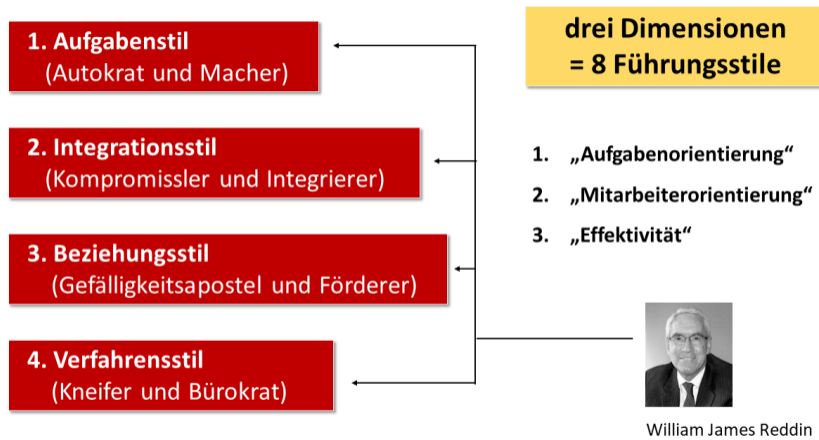 1. Aufgabenstil
(Autokrat und Macher)
2. Integrationsstil
(Kompromissler und Integrierer)
3. Beziehungsstil
(Gefälligkeitsapostel und Förderer)
4. Verfahrensstil
(Kneifer und Bürokrat)
drei Dimensionen
= 8 Führungsstile
1. „Aufgabenorientierung“
2. „Mitarbeiterorientierung“
3. „Effektivität“
William James Reddin